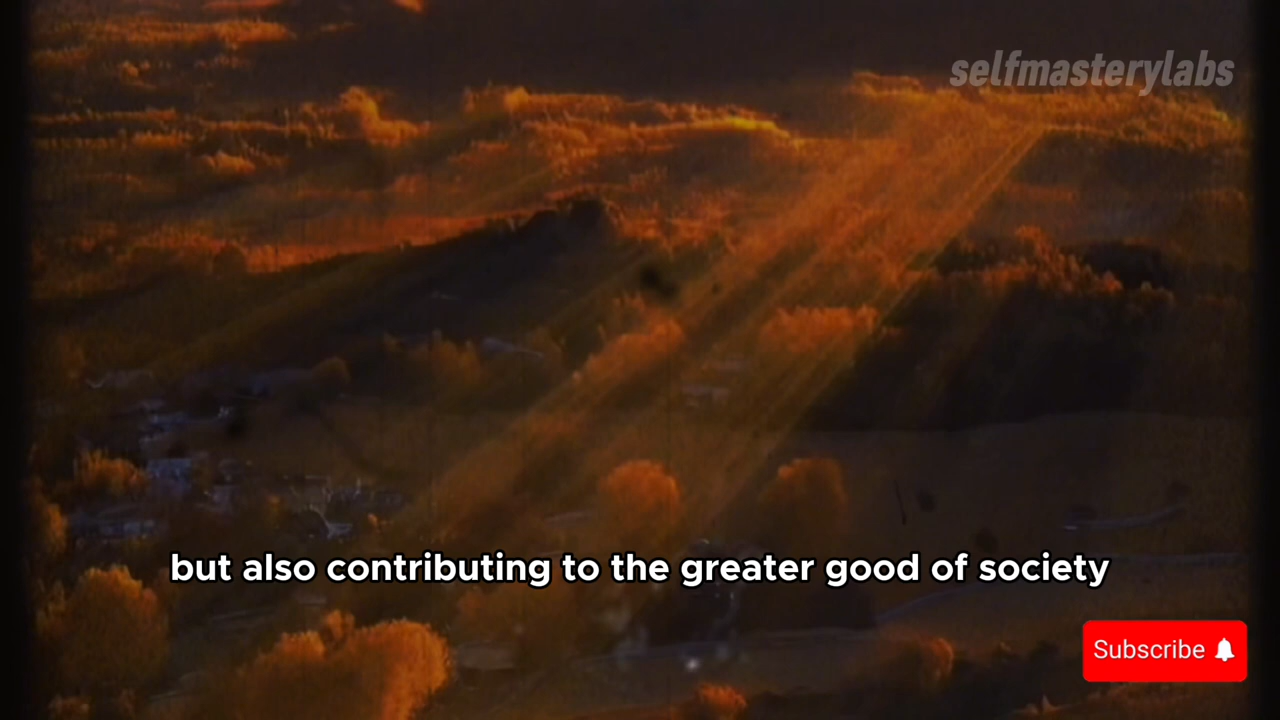 selfmasterylabs
but also contributing to the greater good of society
Subscribe